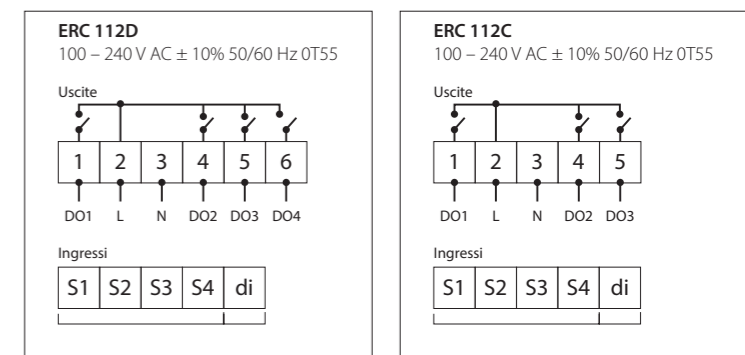 ERC 112D
100 – 240 V AC ± 10% 50/60 Hz 0T55
Uscite
1 2 3 4 5 6
DO1 L N DO2 DO3 DO4
Ingressi
S1 S2 S3 S4 di
ERC 112C
100 – 240 V AC ± 10% 50/60 Hz 0T55
Uscite
1 2 3 4 5
DO1 L N DO2 DO3
Ingressi
S1 S2 S3 S4 di